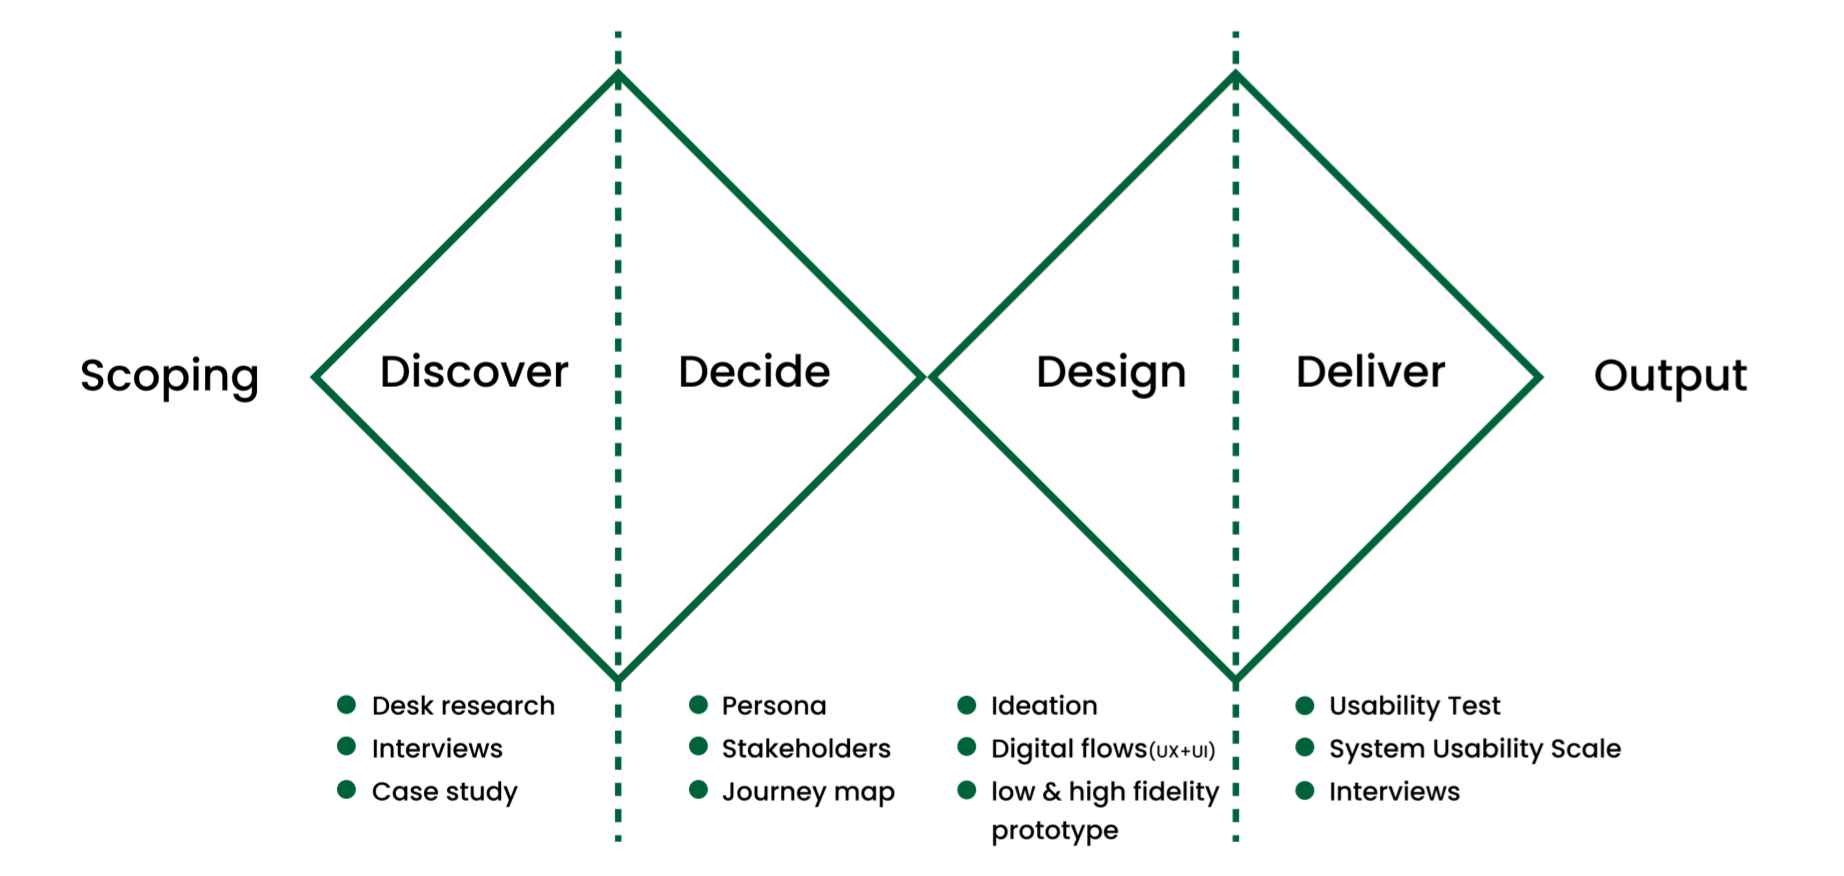 Scoping
Discover
Decide
Design
Deliver
Output
Desk research
Interviews
Case study
Persona
Stakeholders
Journey map
Ideation
Digital flows(UX+UI)
low & high fidelity
prototype
Usability Test
System Usability Scale
Interviews